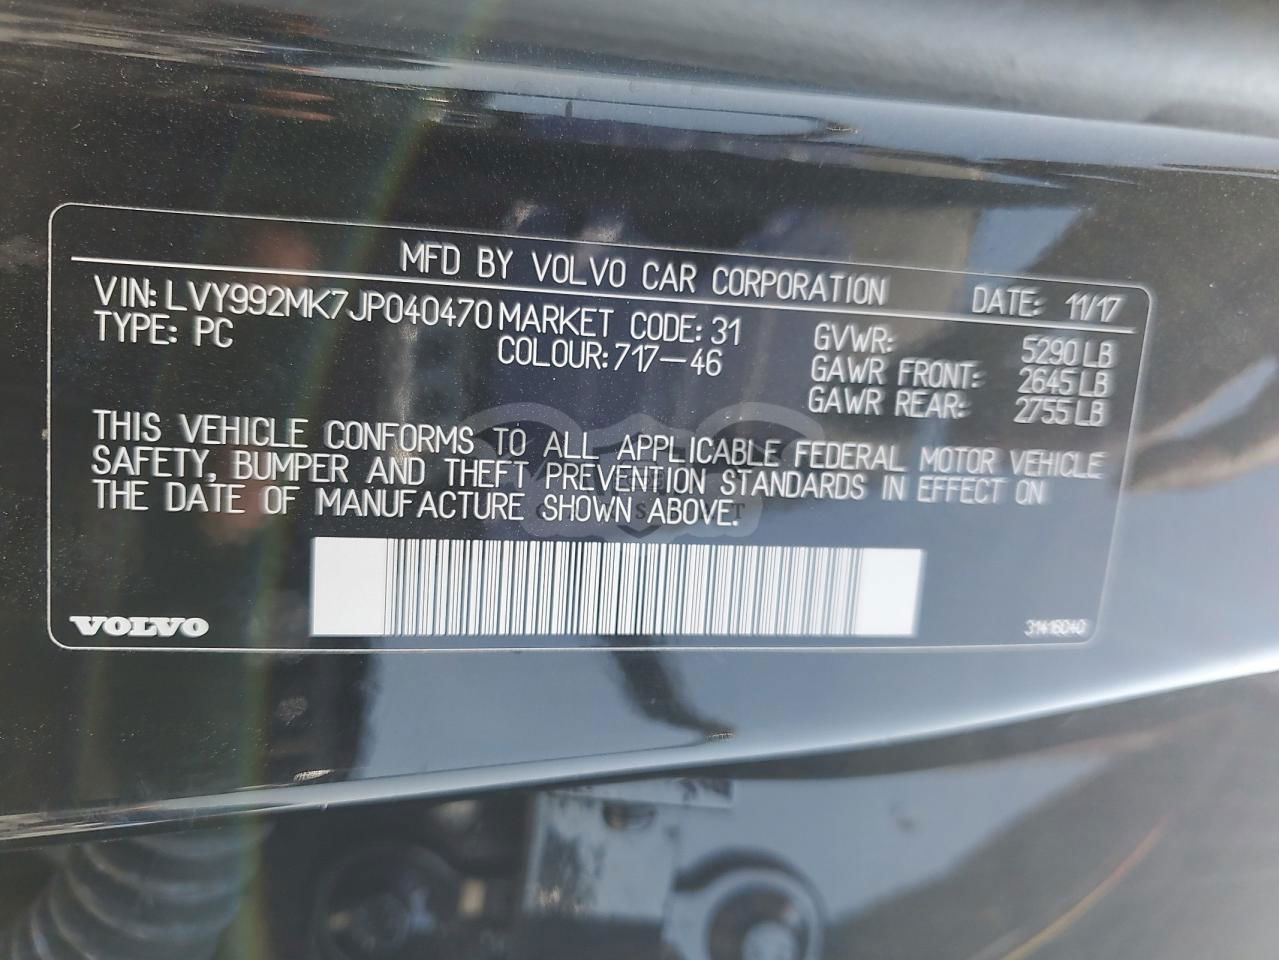 MFD BY VOLVO CAR CORPORATION DATE: 11/17
VIN: LVY992MK7JP040470 MARKET CODE: 31 GVWR: 5290 LB
TYPE: PC COLOUR: 717-46 GAWR FRONT: 2645 LB
GAWR REAR: 2755 LB
THIS VEHICLE CONFORMS TO ALL APPLICABLE FEDERAL MOTOR VEHICLE
SAFETY, BUMPER AND THEFT PREVENTION STANDARDS IN EFFECT ON
THE DATE OF MANUFACTURE SHOWN ABOVE.
VOLVO 31416040